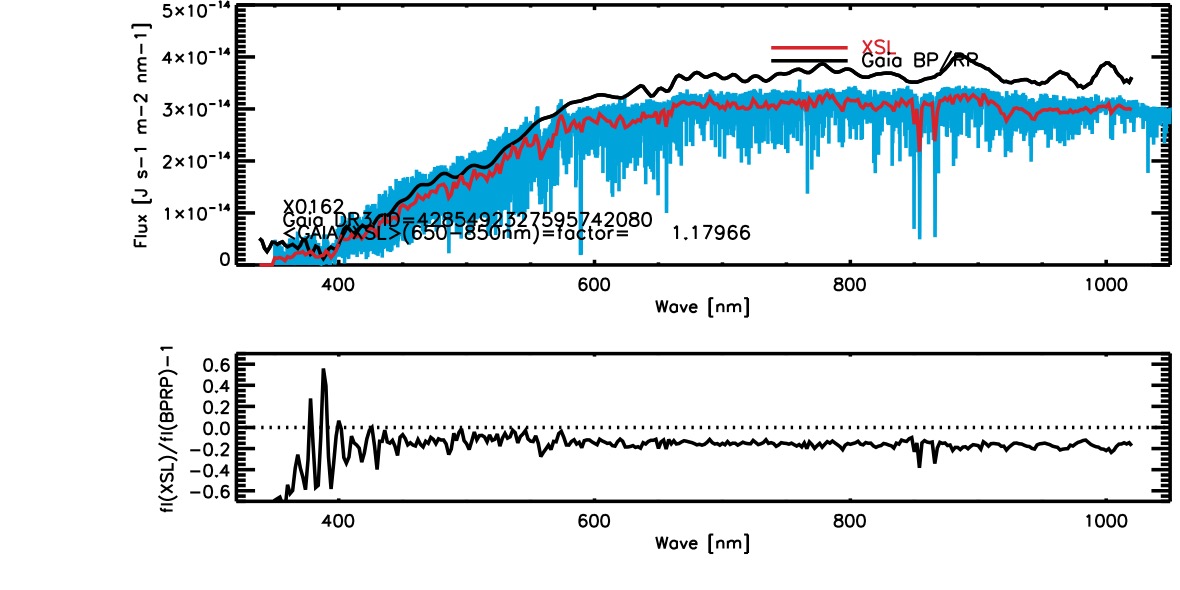 5×10−14
4×10−14
3×10−14
2×10−14
1×10−14
0
Flux [J s−1 m−2 nm−1]
XSL
Gaia BP/RP
X0162
Gaia DR3 ID=4285492327595742080
<GAIA/XSL>(650−850nm)=factor= 1.17966
400 600 800 1000
Wave [nm]
0.6
0.4
0.2
0.0
−0.2
−0.4
−0.6
fl(XSL)/fl(BPRP)−1
400 600 800 1000
Wave [nm]